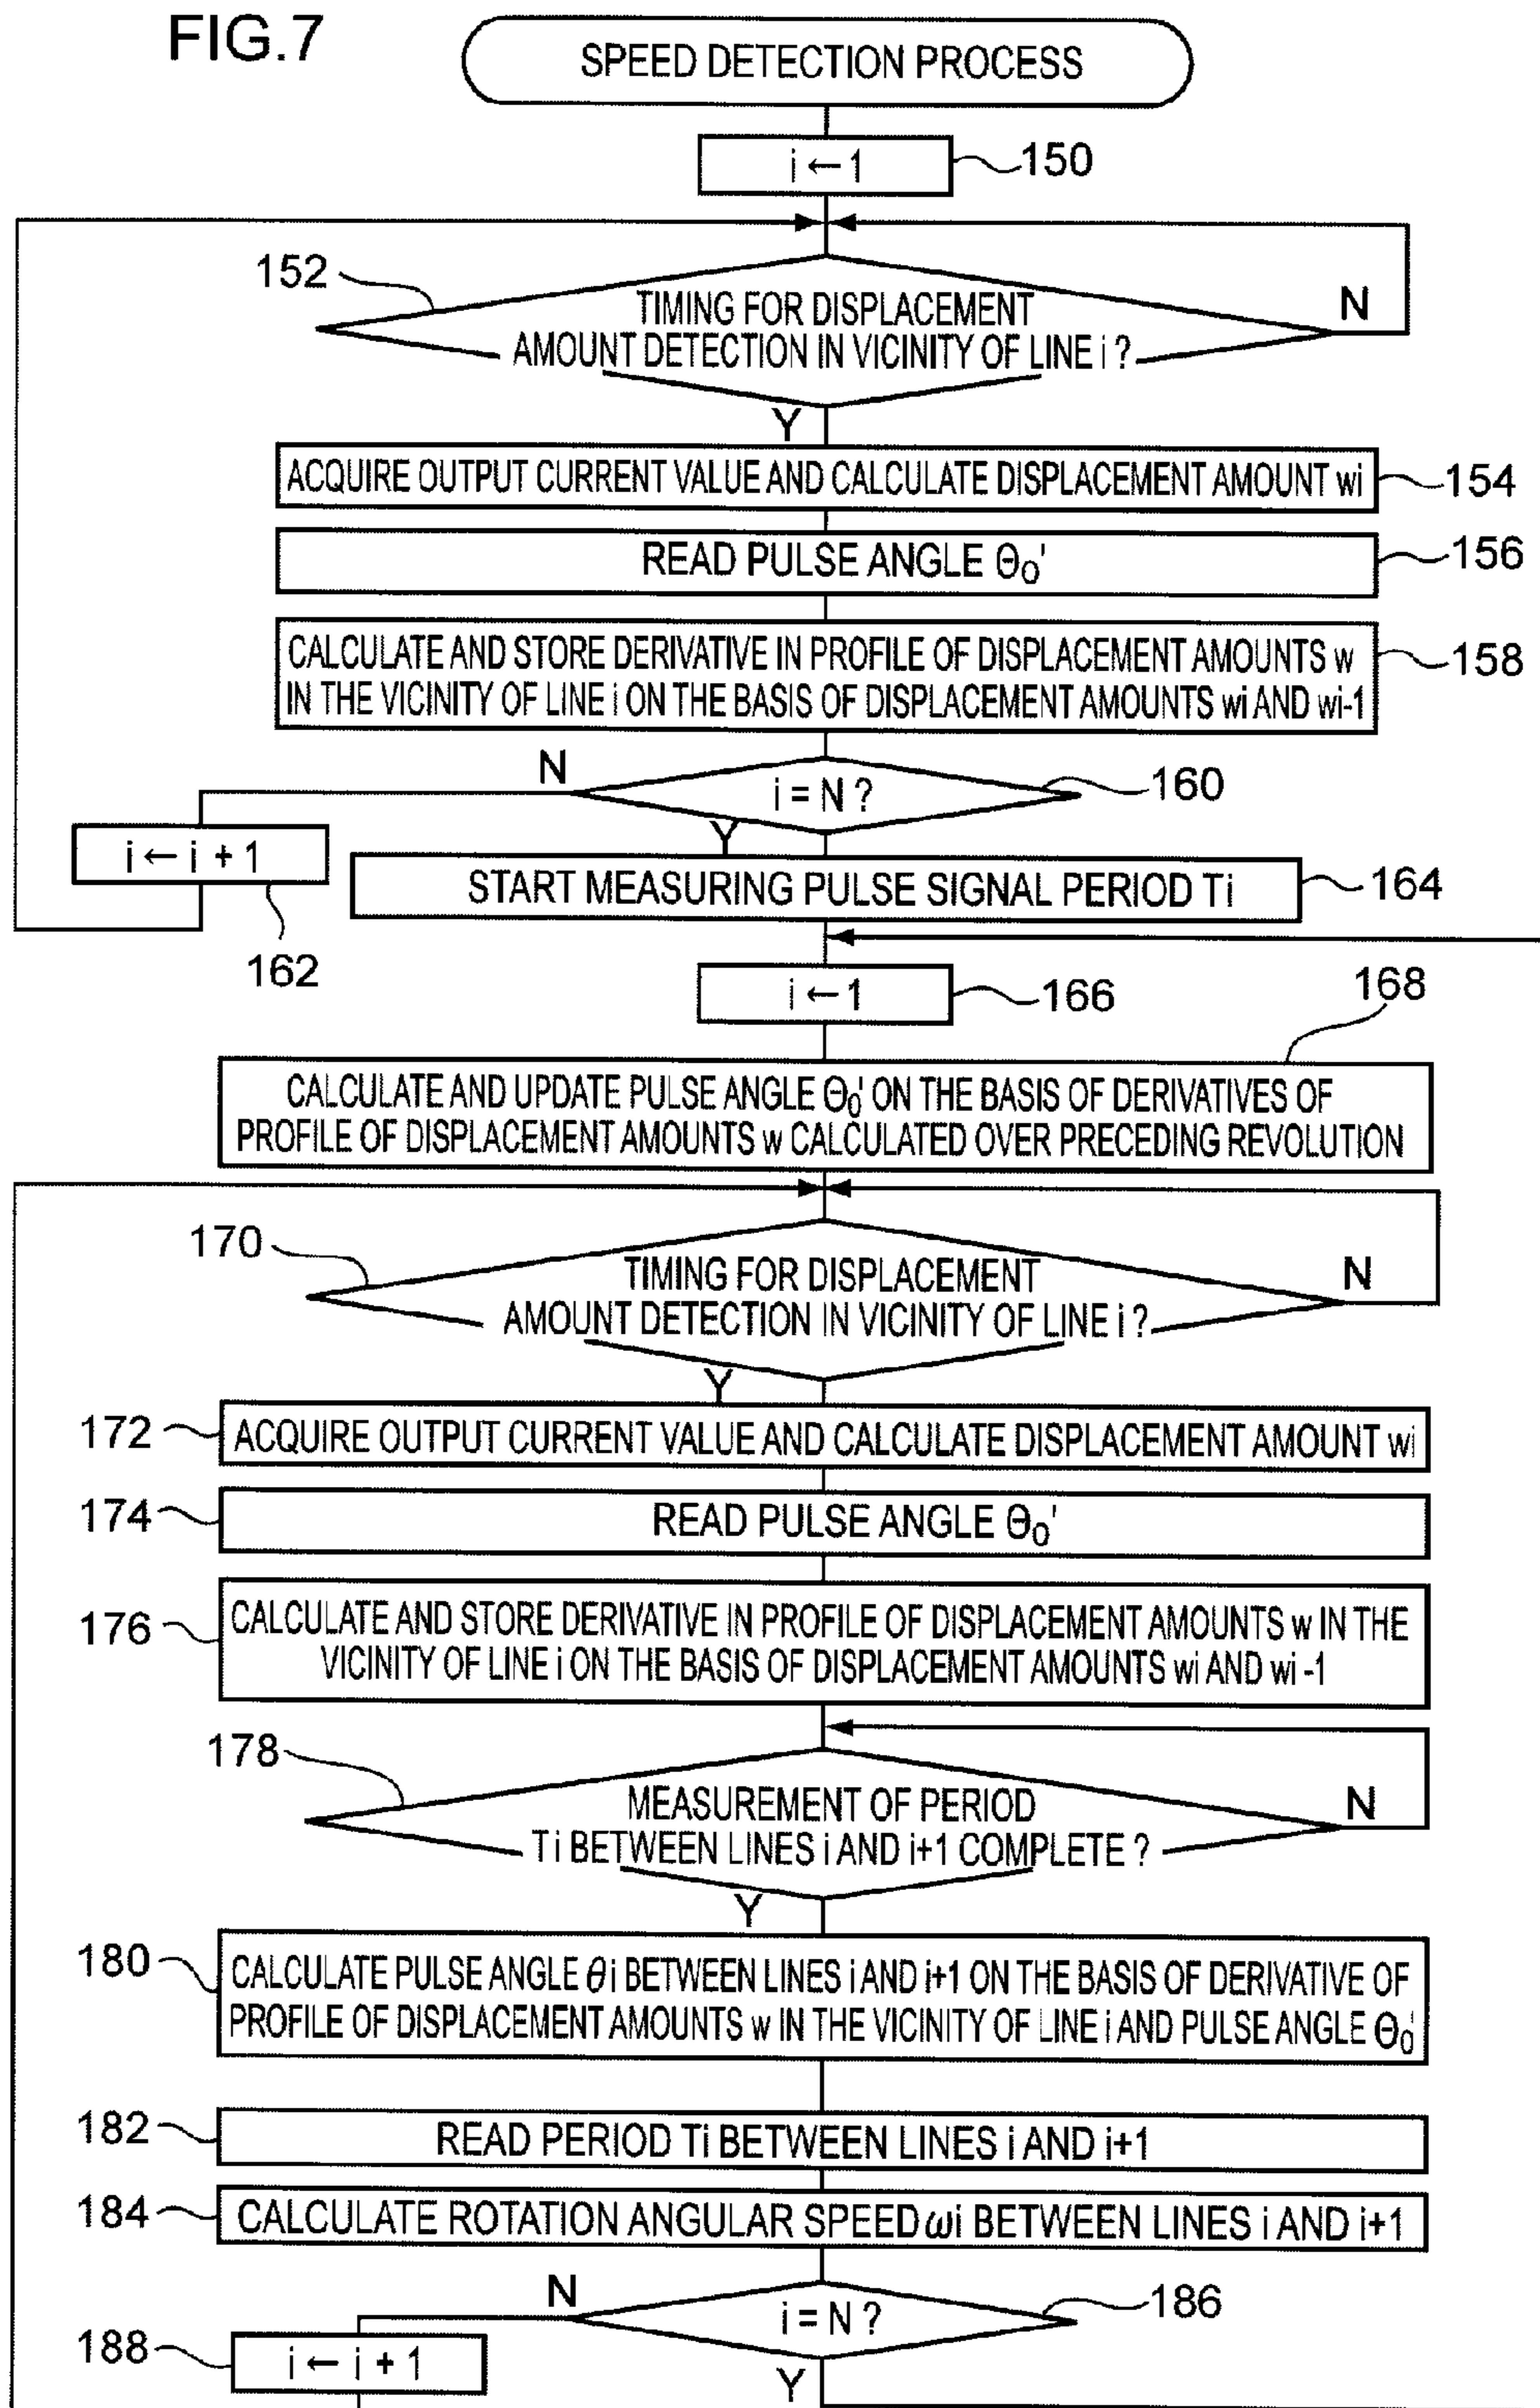 FIG.7
SPEED DETECTION PROCESS
i ← 1
150
152
TIMING FOR DISPLACEMENT
AMOUNT DETECTION IN VICINITY OF LINE i ?
N
Y
ACQUIRE OUTPUT CURRENT VALUE AND CALCULATE DISPLACEMENT AMOUNT wi
154
READ PULSE ANGLE Θ₀'
156
CALCULATE AND STORE DERIVATIVE IN PROFILE OF DISPLACEMENT AMOUNTS w
IN THE VICINITY OF LINE i ON THE BASIS OF DISPLACEMENT AMOUNTS wi AND wi-1
158
N
i = N ?
160
Y
i ← i + 1
162
START MEASURING PULSE SIGNAL PERIOD Ti
164
i ← 1
166
168
CALCULATE AND UPDATE PULSE ANGLE Θ₀' ON THE BASIS OF DERIVATIVES OF
PROFILE OF DISPLACEMENT AMOUNTS w CALCULATED OVER PRECEDING REVOLUTION
170
TIMING FOR DISPLACEMENT
AMOUNT DETECTION IN VICINITY OF LINE i ?
N
Y
172
ACQUIRE OUTPUT CURRENT VALUE AND CALCULATE DISPLACEMENT AMOUNT wi
174
READ PULSE ANGLE Θ₀'
176
CALCULATE AND STORE DERIVATIVE IN PROFILE OF DISPLACEMENT AMOUNTS w IN THE
VICINITY OF LINE i ON THE BASIS OF DISPLACEMENT AMOUNTS wi AND wi -1
178
MEASUREMENT OF PERIOD
Ti BETWEEN LINES i AND i+1 COMPLETE ?
N
Y
180
CALCULATE PULSE ANGLE θi BETWEEN LINES i AND i+1 ON THE BASIS OF DERIVATIVE OF
PROFILE OF DISPLACEMENT AMOUNTS w IN THE VICINITY OF LINE i AND PULSE ANGLE Θ₀'
182
READ PERIOD Ti BETWEEN LINES i AND i+1
184
CALCULATE ROTATION ANGULAR SPEED ωi BETWEEN LINES i AND i+1
N
i = N ?
186
188
i ← i + 1
Y